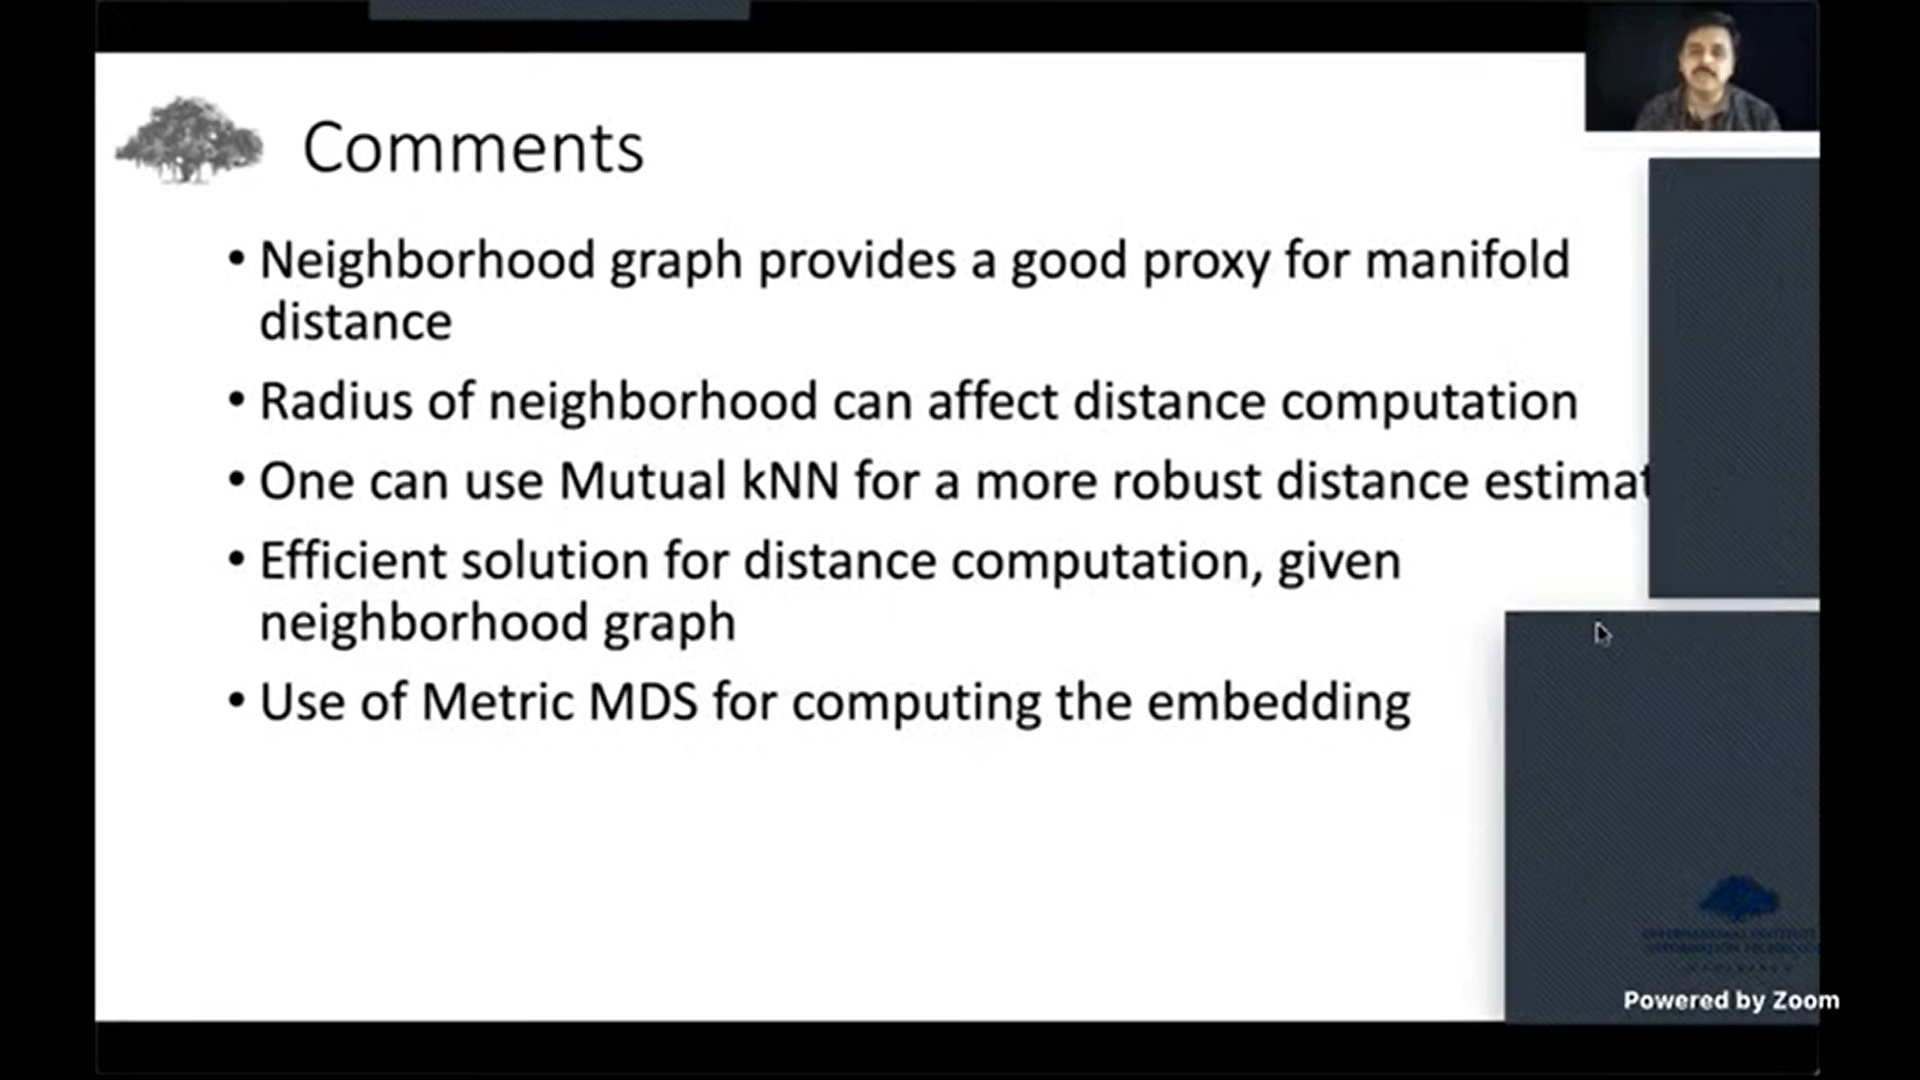 Comments
• Neighborhood graph provides a good proxy for manifold
distance
• Radius of neighborhood can affect distance computation
• One can use Mutual kNN for a more robust distance
• Efficient solution for distance computation, given
neighborhood graph
• Use of Metric MDS for computing the embedding
Powered by Zoom